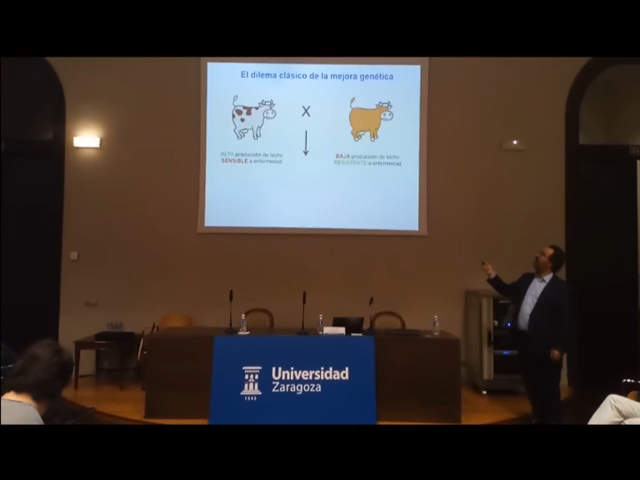 El dilema clásico de la mejora genética
X
ALTA producción de leche
SENSIBLE a enfermedad
BAJA producción de leche
RESISTENTE a enfermedad
Universidad
Zaragoza
1542